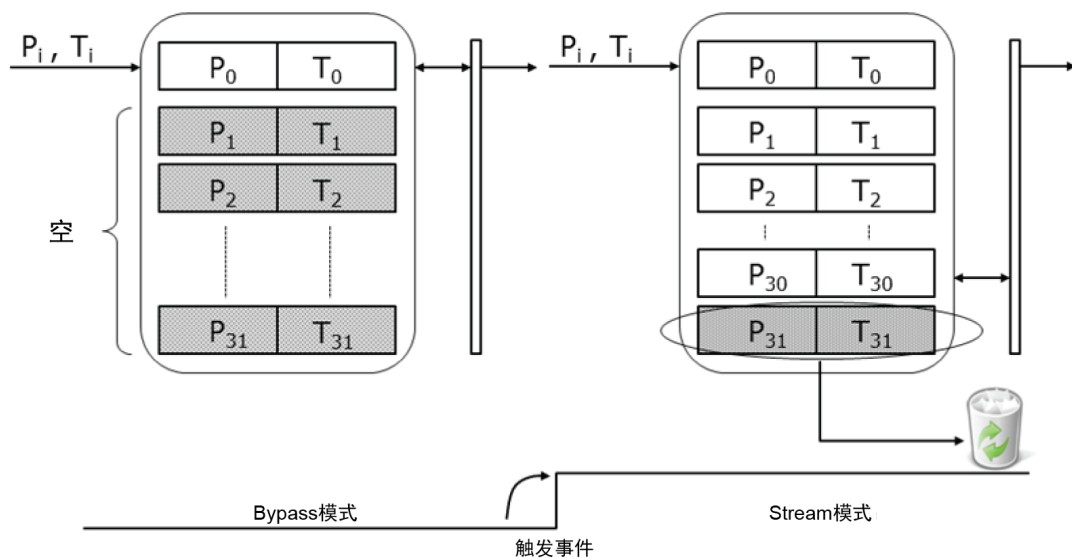 Pi , Ti
P0 T0
P1 T1
P2 T2
空
P31 T31
Pi , Ti
P0 T0
P1 T1
P2 T2
P30 T30
P31 T31
Bypass模式
Stream模式
触发事件